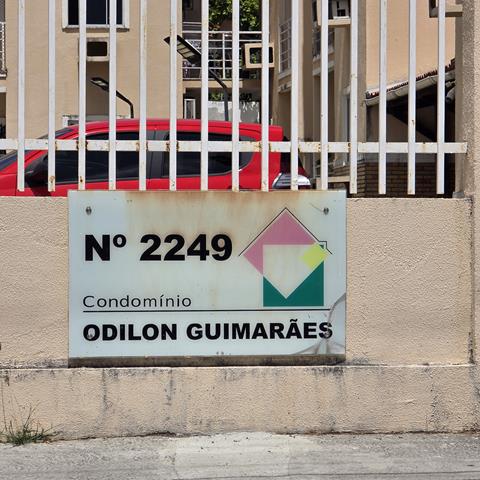 Nº 2249
Condomínio
ODILON GUIMARÃES